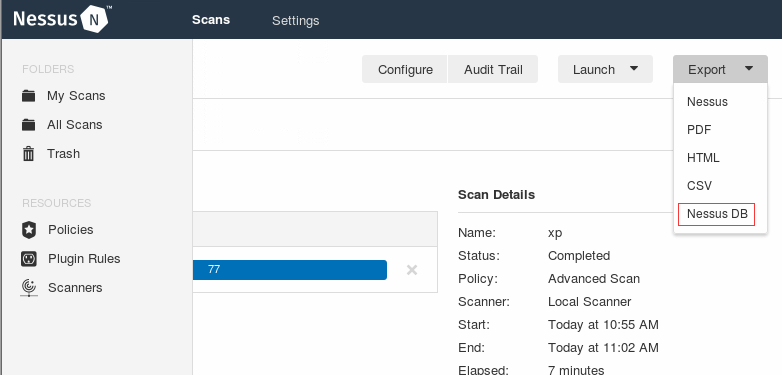 Nessus N ™
Scans
Settings
FOLDERS
My Scans
All Scans
Trash
RESOURCES
Policies
Plugin Rules
Scanners
Configure
Audit Trail
Launch
Export
Nessus
PDF
HTML
CSV
Nessus DB
77
Scan Details
Name: xp
Status: Completed
Policy: Advanced Scan
Scanner: Local Scanner
Start: Today at 10:55 AM
End: Today at 11:02 AM
Elapsed: 7 minutes